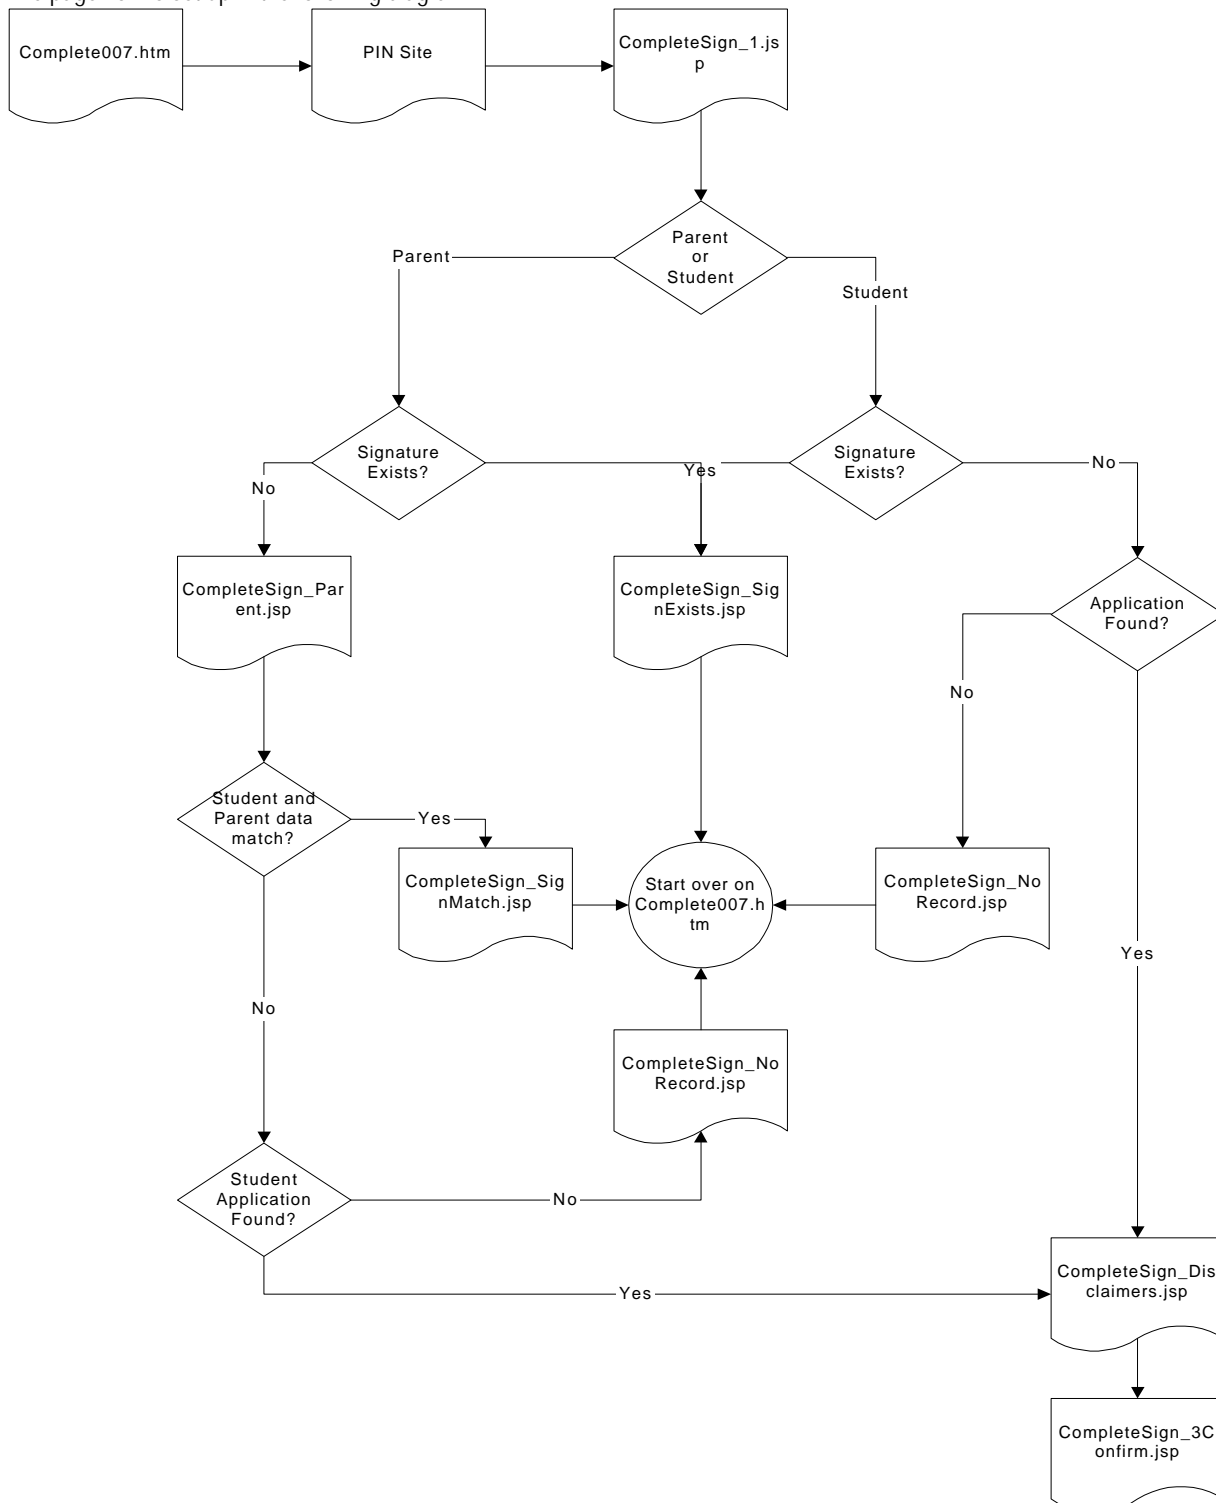 Complete007.htm
PIN Site
CompleteSign_1.js
p
Parent
or
Student
Parent
Student
Signature
Exists?
Signature
Exists?
No
Yes
No
CompleteSign_Par
ent.jsp
CompleteSign_Sig
nExists.jsp
Application
Found?
No
Student and
Parent data
match?
Yes
CompleteSign_Sig
nMatch.jsp
Start over on
Complete007.h
tm
CompleteSign_No
Record.jsp
Yes
No
CompleteSign_No
Record.jsp
Student
Application
Found?
No
CompleteSign_Dis
claimers.jsp
Yes
CompleteSign_3C
onfirm.jsp